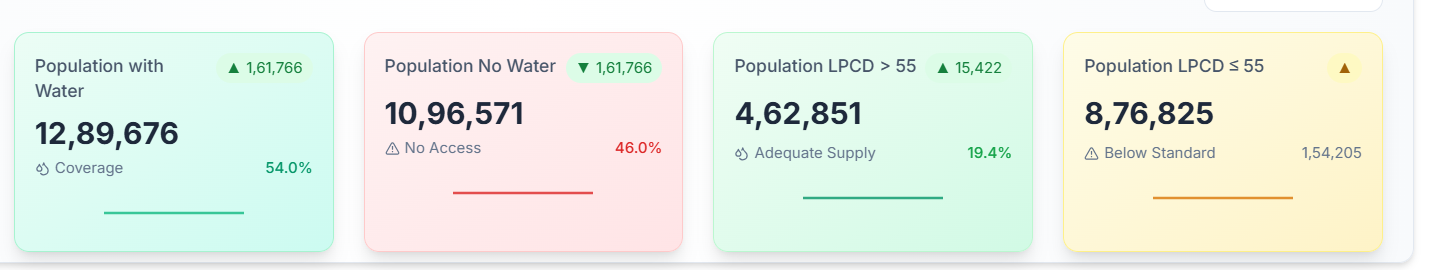 Population with
Water
▲ 1,61,766
12,89,676
Coverage
54.0%
Population No Water
▼ 1,61,766
10,96,571
No Access
46.0%
Population LPCD > 55
▲ 15,422
4,62,851
Adequate Supply
19.4%
Population LPCD ≤ 55
▲
8,76,825
Below Standard
1,54,205